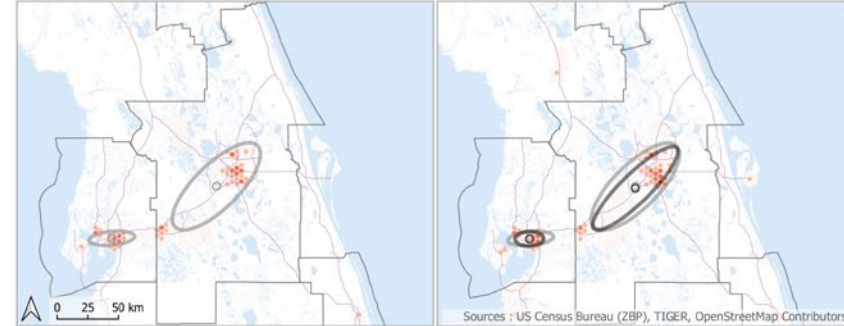 0 25 50 km
Sources : US Census Bureau (ZBP), TIGER, OpenStreetMap Contributors